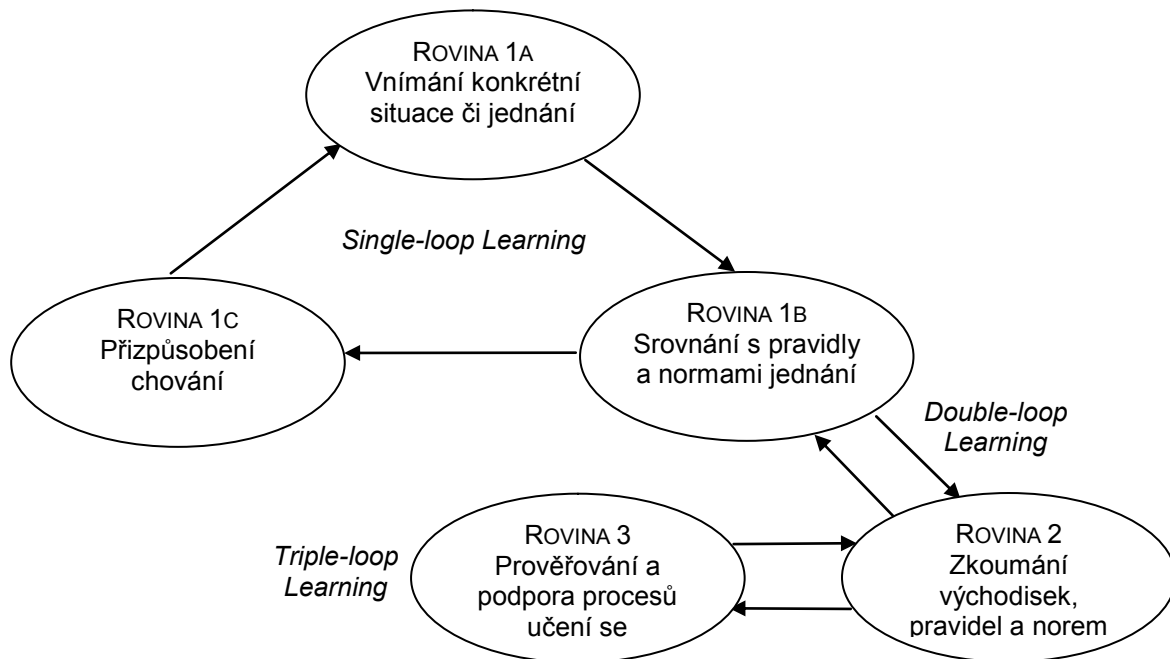 ROVINA 1A
Vnímání konkrétní
situace či jednání
Single-loop Learning
ROVINA 1C
Přizpůsobení
chování
ROVINA 1B
Srovnání s pravidly
a normami jednání
Double-loop
Learning
Triple-loop
Learning
ROVINA 3
Prověřování a
podpora procesů
učení se
ROVINA 2
Zkoumání
východisek,
pravidel a norem